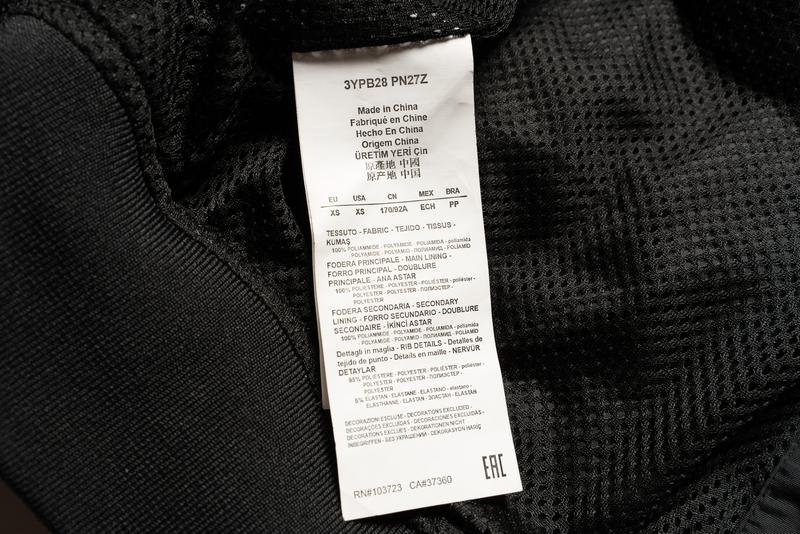 3YPB28 PN27Z
Made in China
Fabriqué en Chine
Hecho En China
Origem China
ÜRETİM YERİ Çin
原產地 中國
原产地 中国
EU USA CN MEX BRA
XS XS 170/92A ECH PP
TESSUTO - FABRIC - TEJIDO - TISSUS -
KUMAŞ
100% POLIAMMIDE - POLYAMIDE - POLIAMIDA - poliamida
POLYAMIDE - POLYAMID - ПОЛИАМИД - POLİAMİD
FODERA PRINCIPALE - MAIN LINING -
FORRO PRINCIPAL - DOUBLURE
PRINCIPALE - ANA ASTAR
100% POLIESTERE - POLYESTER - POLIÉSTER - poliéster -
POLYESTER - POLYESTER - ПОЛИЭСТЕР -
POLYESTER
FODERA SECONDARIA - SECONDARY
LINING - FORRO SECUNDARIO - DOUBLURE
SECONDAIRE - İKİNCİ ASTAR
100% POLIAMMIDE - POLYAMIDE - POLIAMIDA - poliamida
POLYAMIDE - POLYAMID - ПОЛИАМИД - POLİAMİD
Dettagli in maglia - RIB DETAILS - Detalles de
tejido de punto - Détails en maille - NERVÜR
DETAYLAR
95% POLIESTERE - POLYESTER - POLIÉSTER - poliéster -
POLYESTER - POLYESTER - ПОЛИЭСТЕР -
POLYESTER
5% ELASTAN - ELASTANE - ELASTANO - elastano -
ELASTHANNE - ELASTAN - ЭЛАСТАН - ELASTAN
DECORAZIONI ESCLUSE - DECORATIONS EXCLUDED -
DECORAÇÕES EXCLUÍDAS - DECORACIONES EXCLUIDAS -
DECORATIONS EXCLUES - DEKORATIONEN NICHT
INBEGRIFFEN - БЕЗ УКРАШЕНИИ - DEKORASYON HARİÇ
EAC
RN#103723 CA#37360